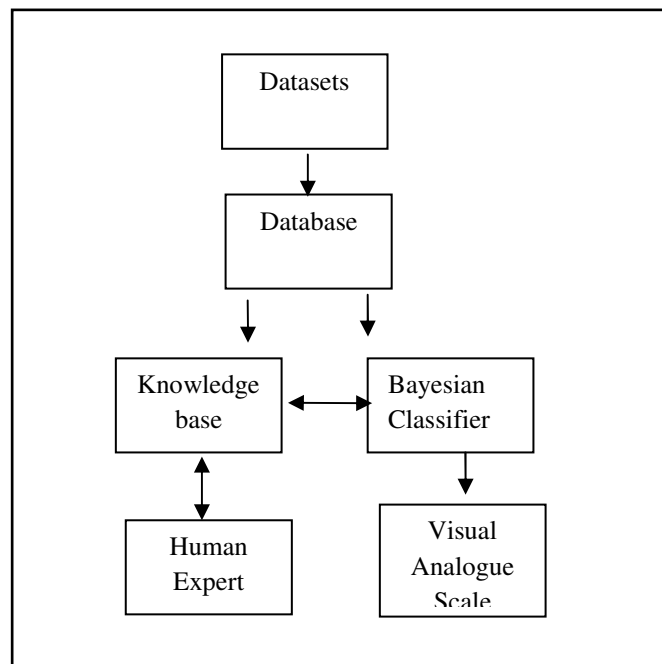 Datasets
Database
Knowledge
base
Bayesian
Classifier
Human
Expert
Visual
Analogue
Scale